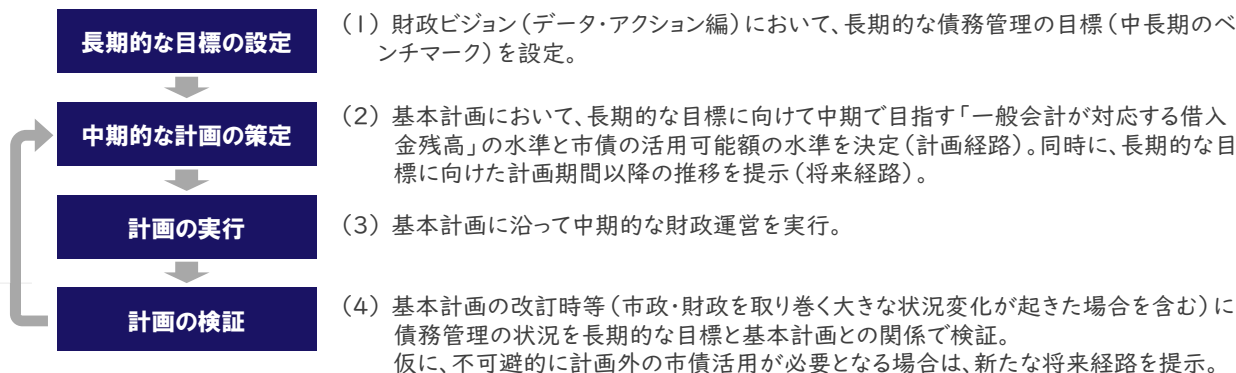 長期的な目標の設定
(1) 財政ビジョン(データ・アクション編)において、長期的な債務管理の目標(中長期のベ
ンチマーク)を設定。
中期的な計画の策定
(2) 基本計画において、長期的な目標に向けて中期で目指す「一般会計が対応する借入
金残高」の水準と市債の活用可能額の水準を決定(計画経路)。同時に、長期的な目
標に向けた計画期間以降の推移を提示(将来経路)。
計画の実行
(3) 基本計画に沿って中期的な財政運営を実行。
計画の検証
(4) 基本計画の改訂時等(市政・財政を取り巻く大きな状況変化が起きた場合を含む)に
債務管理の状況を長期的な目標と基本計画との関係で検証。
仮に、不可避的に計画外の市債活用が必要となる場合は、新たな将来経路を提示。